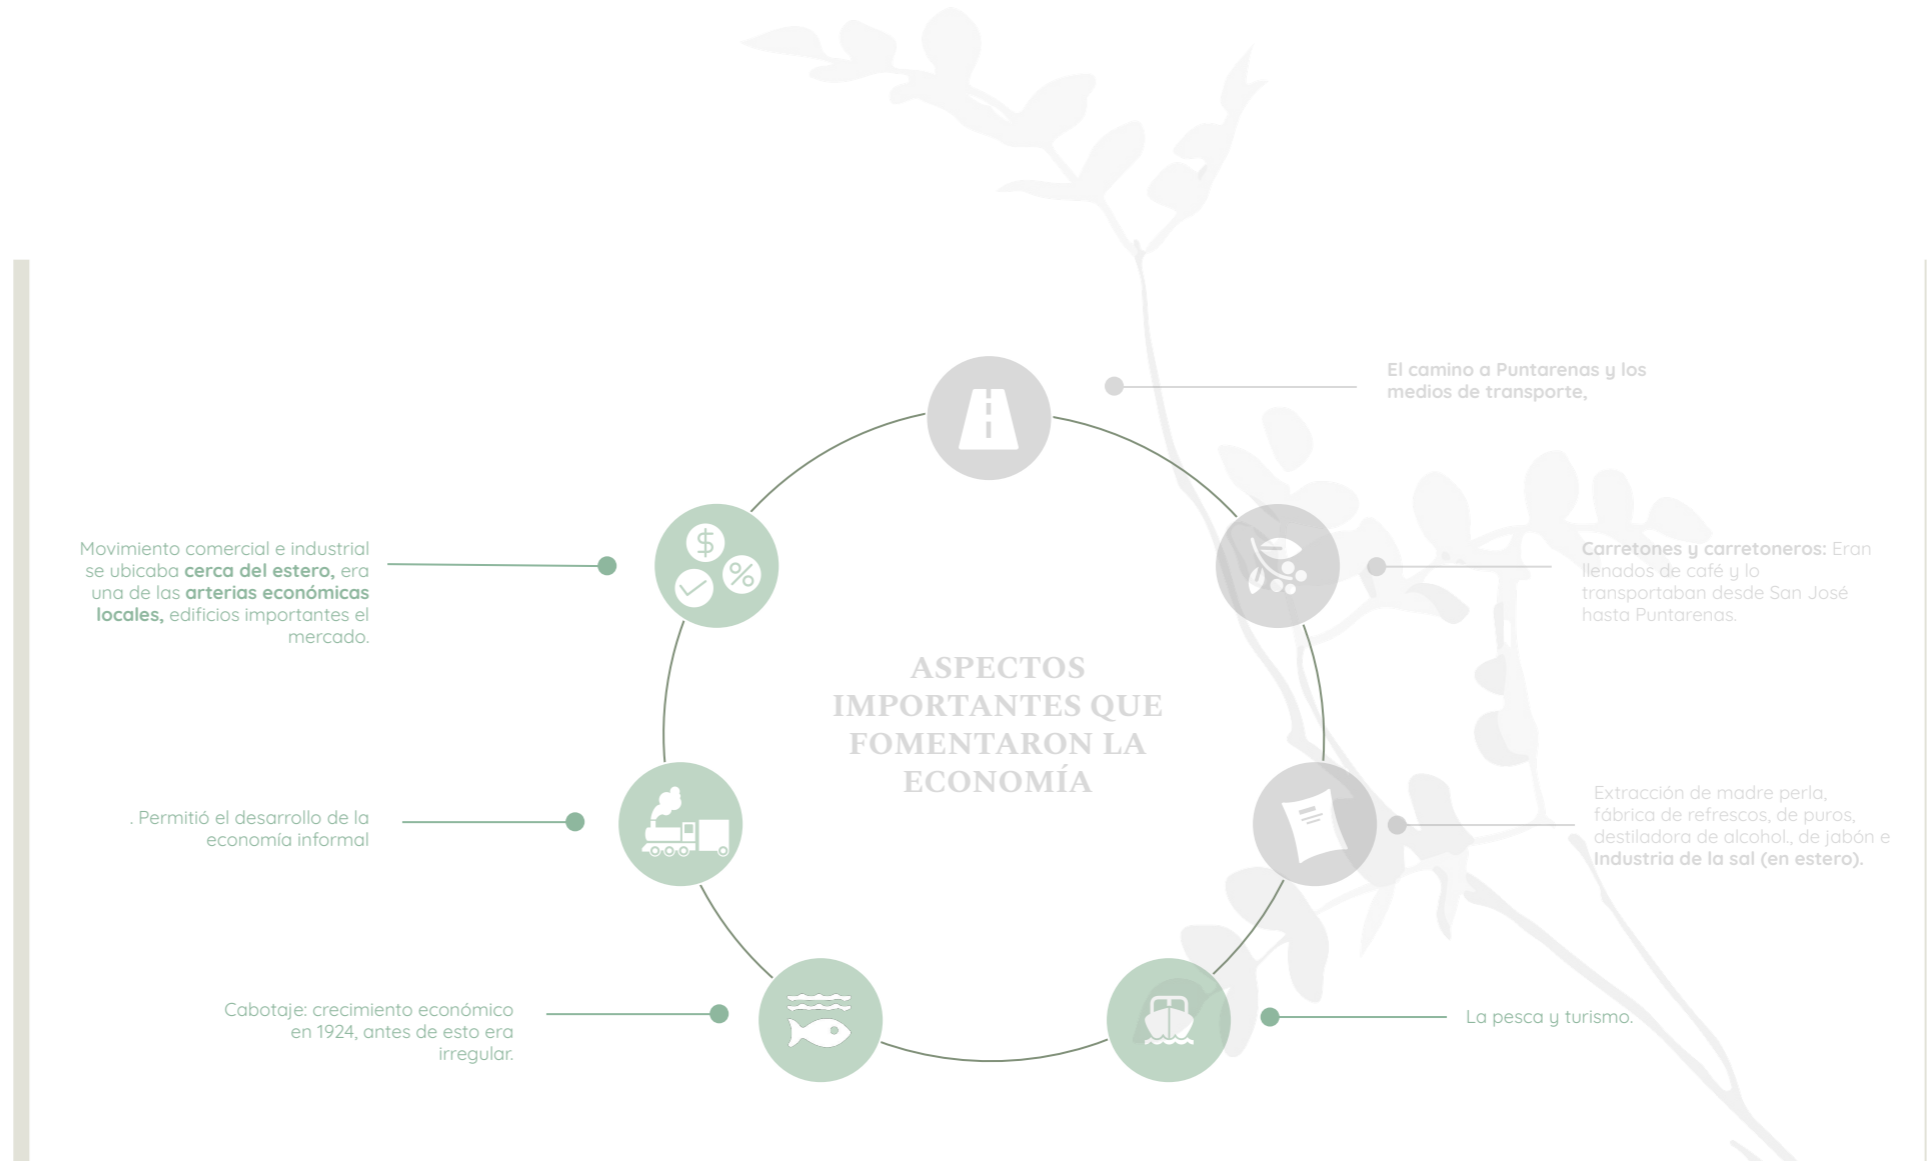 El camino a Puntarenas y los
medios de transporte,
Carretones y carretoneros: Eran
llenados de café y lo
transportaban desde San José
hasta Puntarenas.
Movimiento comercial e industrial
se ubicaba cerca del estero, era
una de las arterias económicas
locales, edificios importantes el
mercado.
ASPECTOS
IMPORTANTES QUE
FOMENTARON LA
ECONOMÍA
Extracción de madre perla,
fábrica de refrescos, de puros,
destiladora de alcohol., de jabón e
Industria de la sal (en estero).
. Permitió el desarrollo de la
economía informal
Cabotaje: crecimiento económico
en 1924, antes de esto era
irregular.
La pesca y turismo.